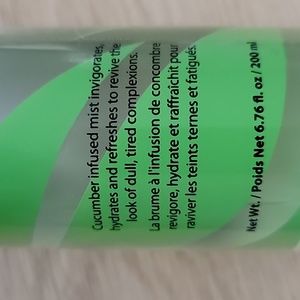 Cucumber infused mist invigorates,
hydrates and refreshes to revive the
look of dull, tired complexions.
La brume à l'infusion de concombre
revigore, hydrate et raffraichit pour
raviver les teints ternes et fatigués.
Net Wt. / Poids Net 6.76 fl. oz / 200 ml